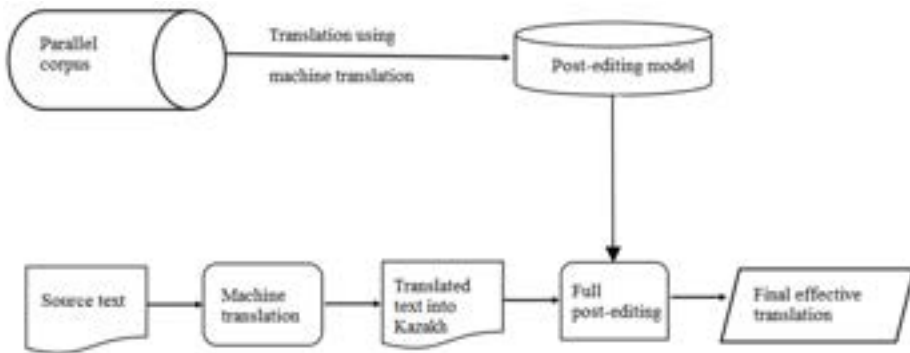 Parallel
corpus
Translation using
machine translation
Post-editing model
Source text
Machine
translation
Translated
text into
Kazakh
Full
post-editing
Final effective
translation